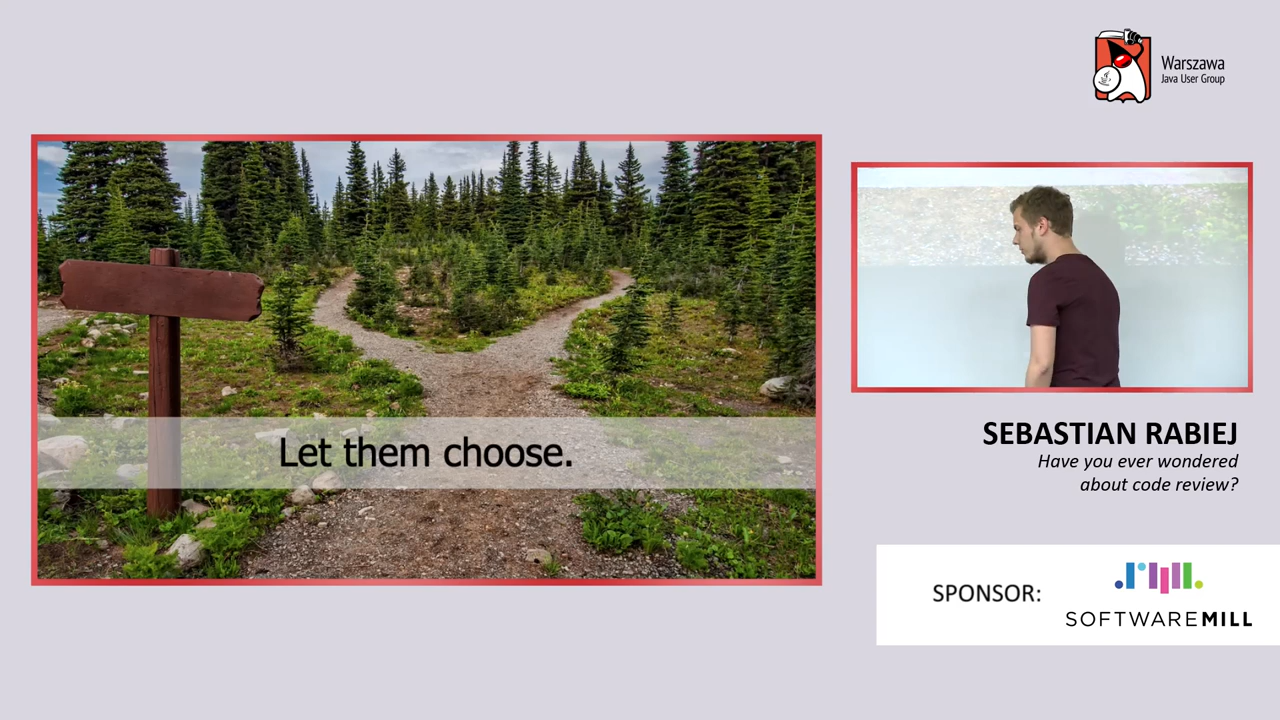 Warszawa
Java User Group
Let them choose.
SEBASTIAN RABIEJ
Have you ever wondered
about code review?
SPONSOR:
SOFTWAREMILL